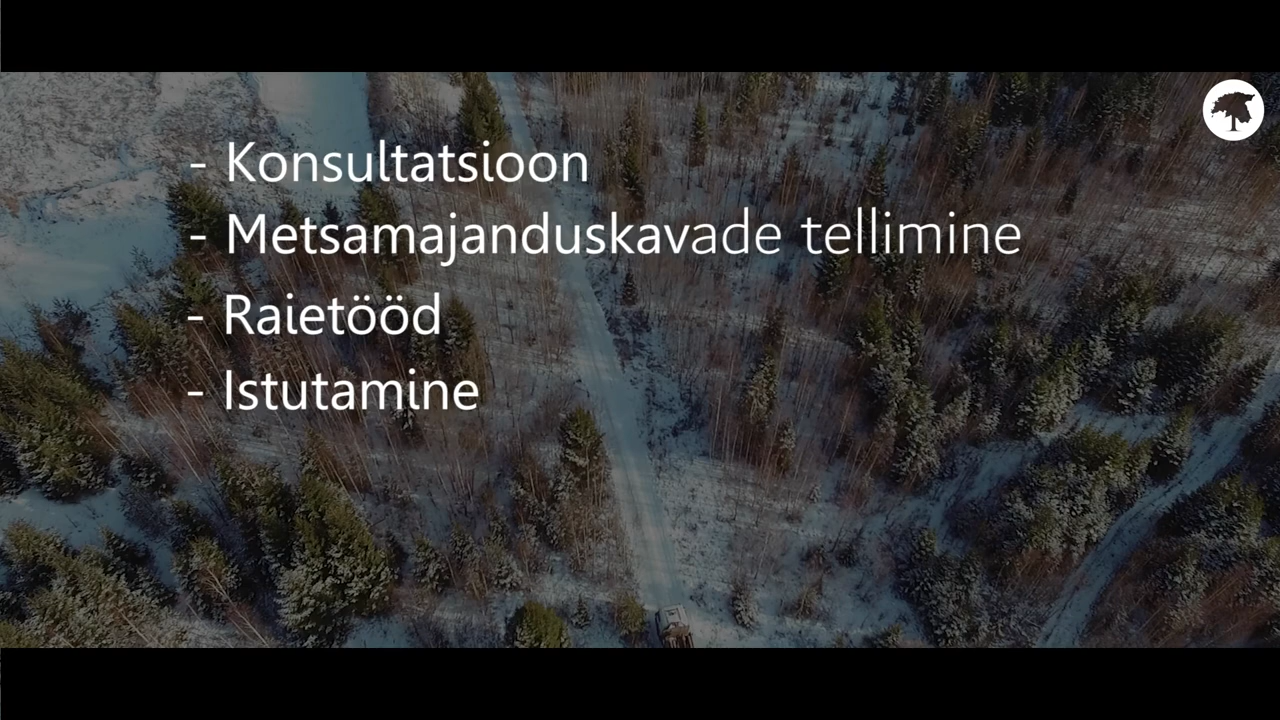 - Konsultatsioon
- Metsamajanduskavade tellimine
- Raietööd
- Istutamine